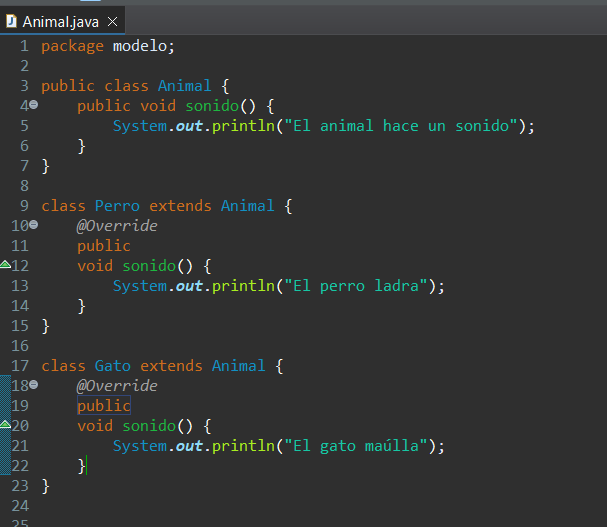 Animal.java
1 package modelo;
2
3 public class Animal {
4 public void sonido() {
5 System.out.println("El animal hace un sonido");
6 }
7 }
8
9 class Perro extends Animal {
10 @Override
11 public
12 void sonido() {
13 System.out.println("El perro ladra");
14 }
15 }
16
17 class Gato extends Animal {
18 @Override
19 public
20 void sonido() {
21 System.out.println("El gato maúlla");
22 }
23 }
24
25